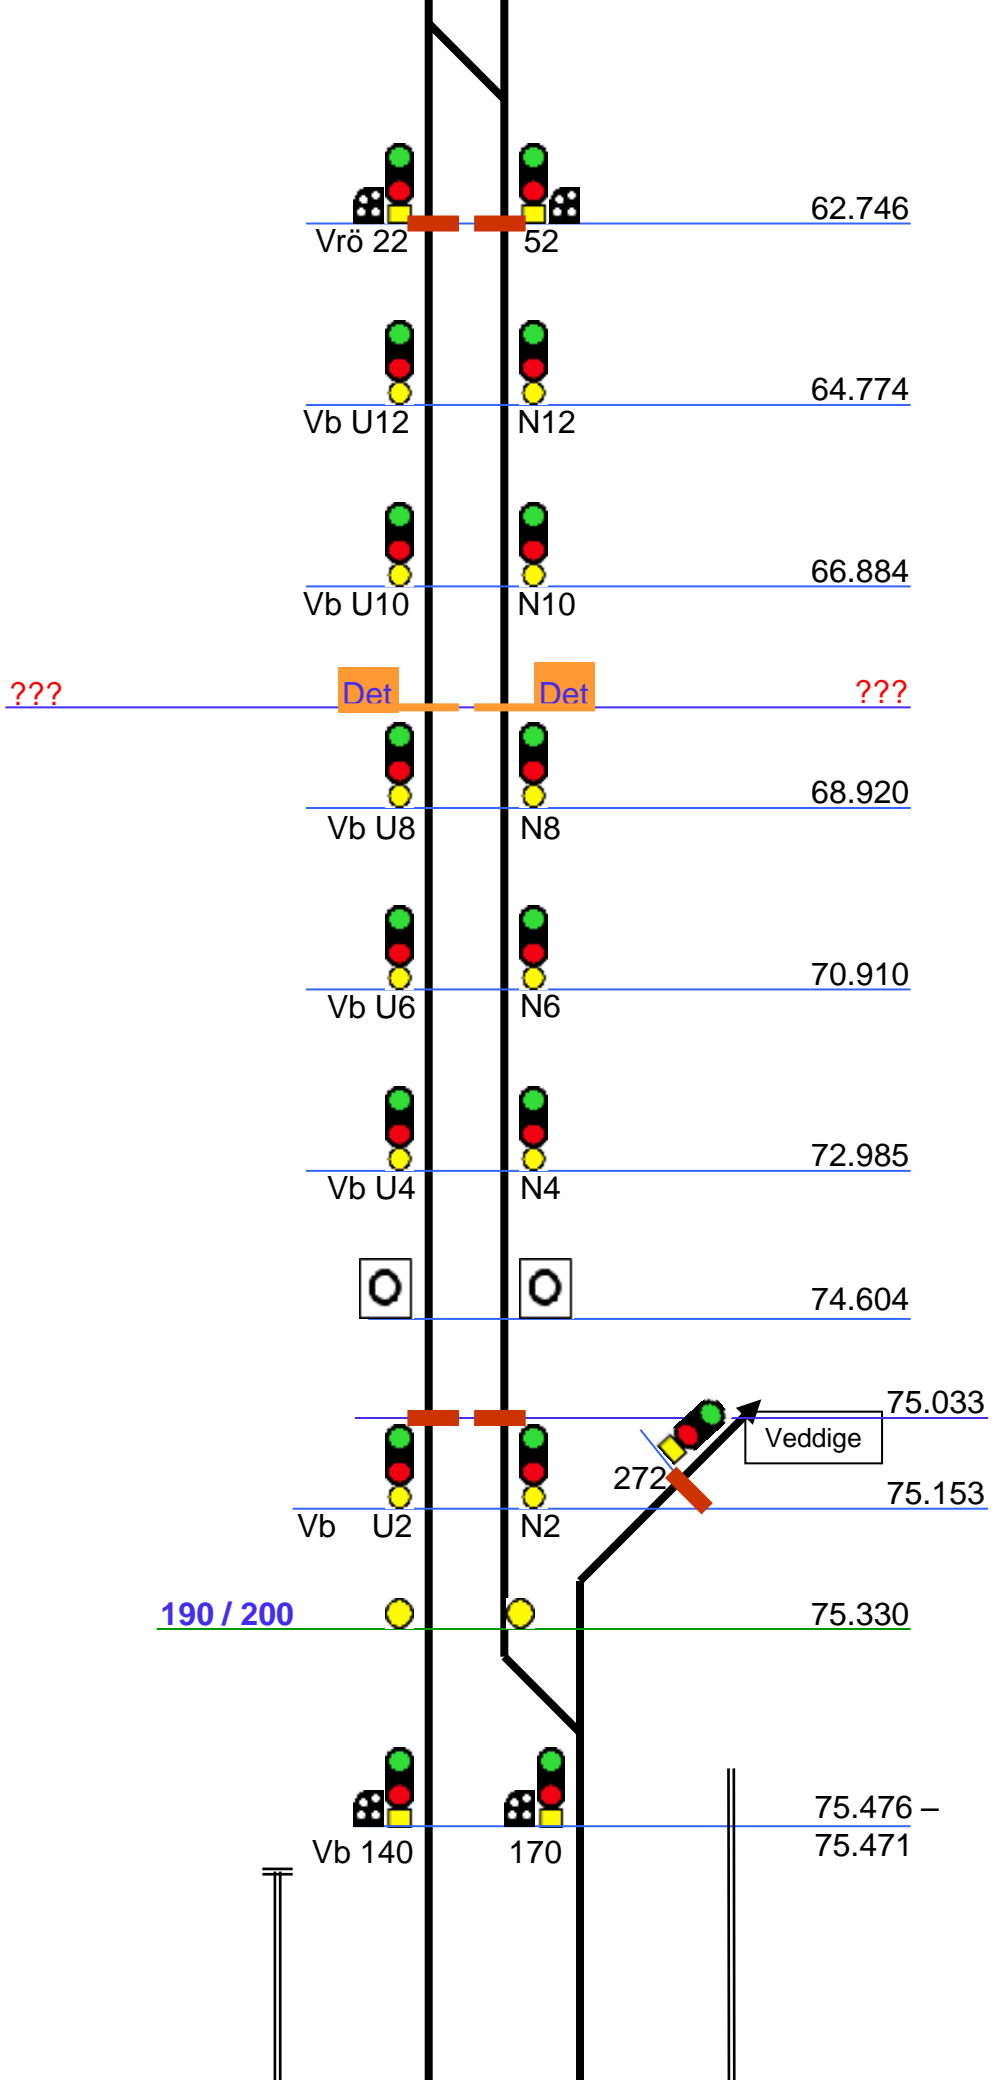 62.746
Vrö 22 52
64.774
Vb U12 N12
66.884
Vb U10 N10
??? Det Det ???
68.920
Vb U8 N8
70.910
Vb U6 N6
72.985
Vb U4 N4
O O
74.604
75.033
Veddige
272
75.153
Vb U2 N2
190 / 200 75.330
75.476 –
75.471
Vb 140 170